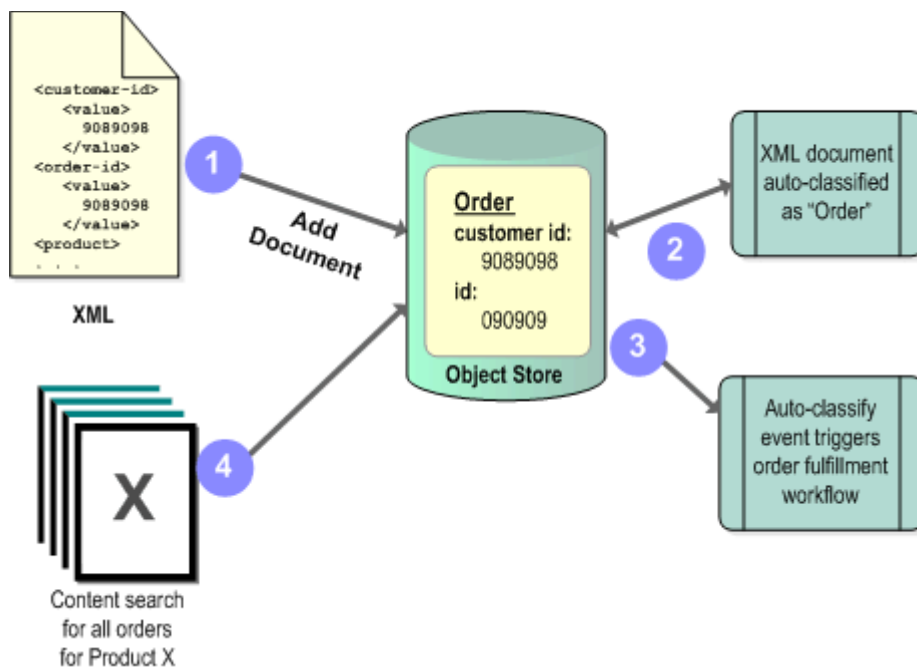 <customer-id>
<value>
9089098
</value>
<order-id>
<value>
9089098
</value>
<product>
. . .
XML
1
Add
Document
Order
customer id:
9089098
id:
090909
Object Store
2
XML document
auto-classified
as “Order”
3
Auto-classify
event triggers
order fulfillment
workflow
4
X
Content search
for all orders
for Product X